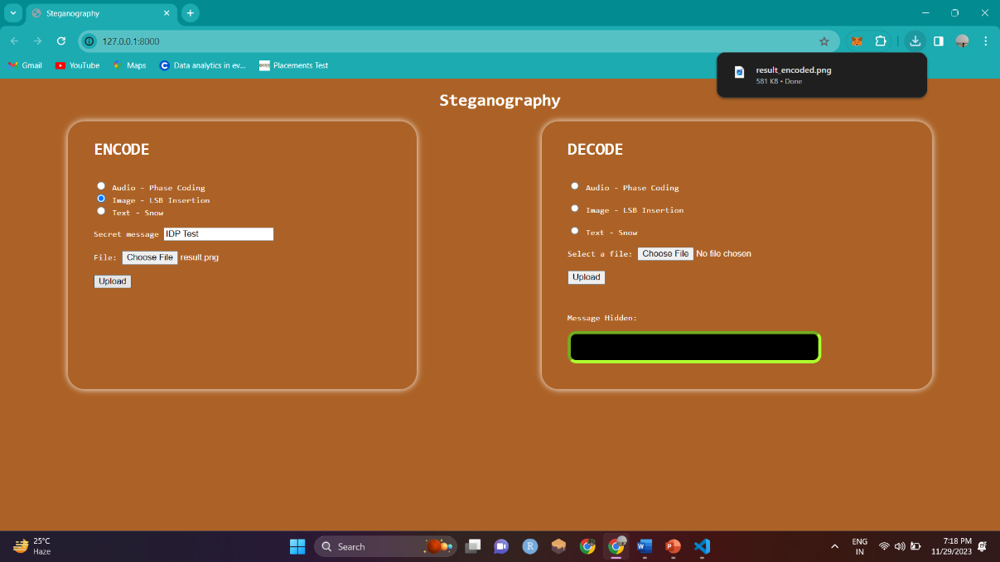 Steganography
127.0.0.1:8000
Gmail
YouTube
Maps
Data analytics in ev...
Placements Test
result_encoded.png
581 KB • Done
Steganography
ENCODE
Audio - Phase Coding
Image - LSB Insertion
Text - Snow
Secret message IDP Test
File: Choose File result.png
Upload
DECODE
Audio - Phase Coding
Image - LSB Insertion
Text - Snow
Select a file: Choose File No file chosen
Upload
Message Hidden:
25°C
Haze
Search
ENG
IN
7:18 PM
11/29/2023